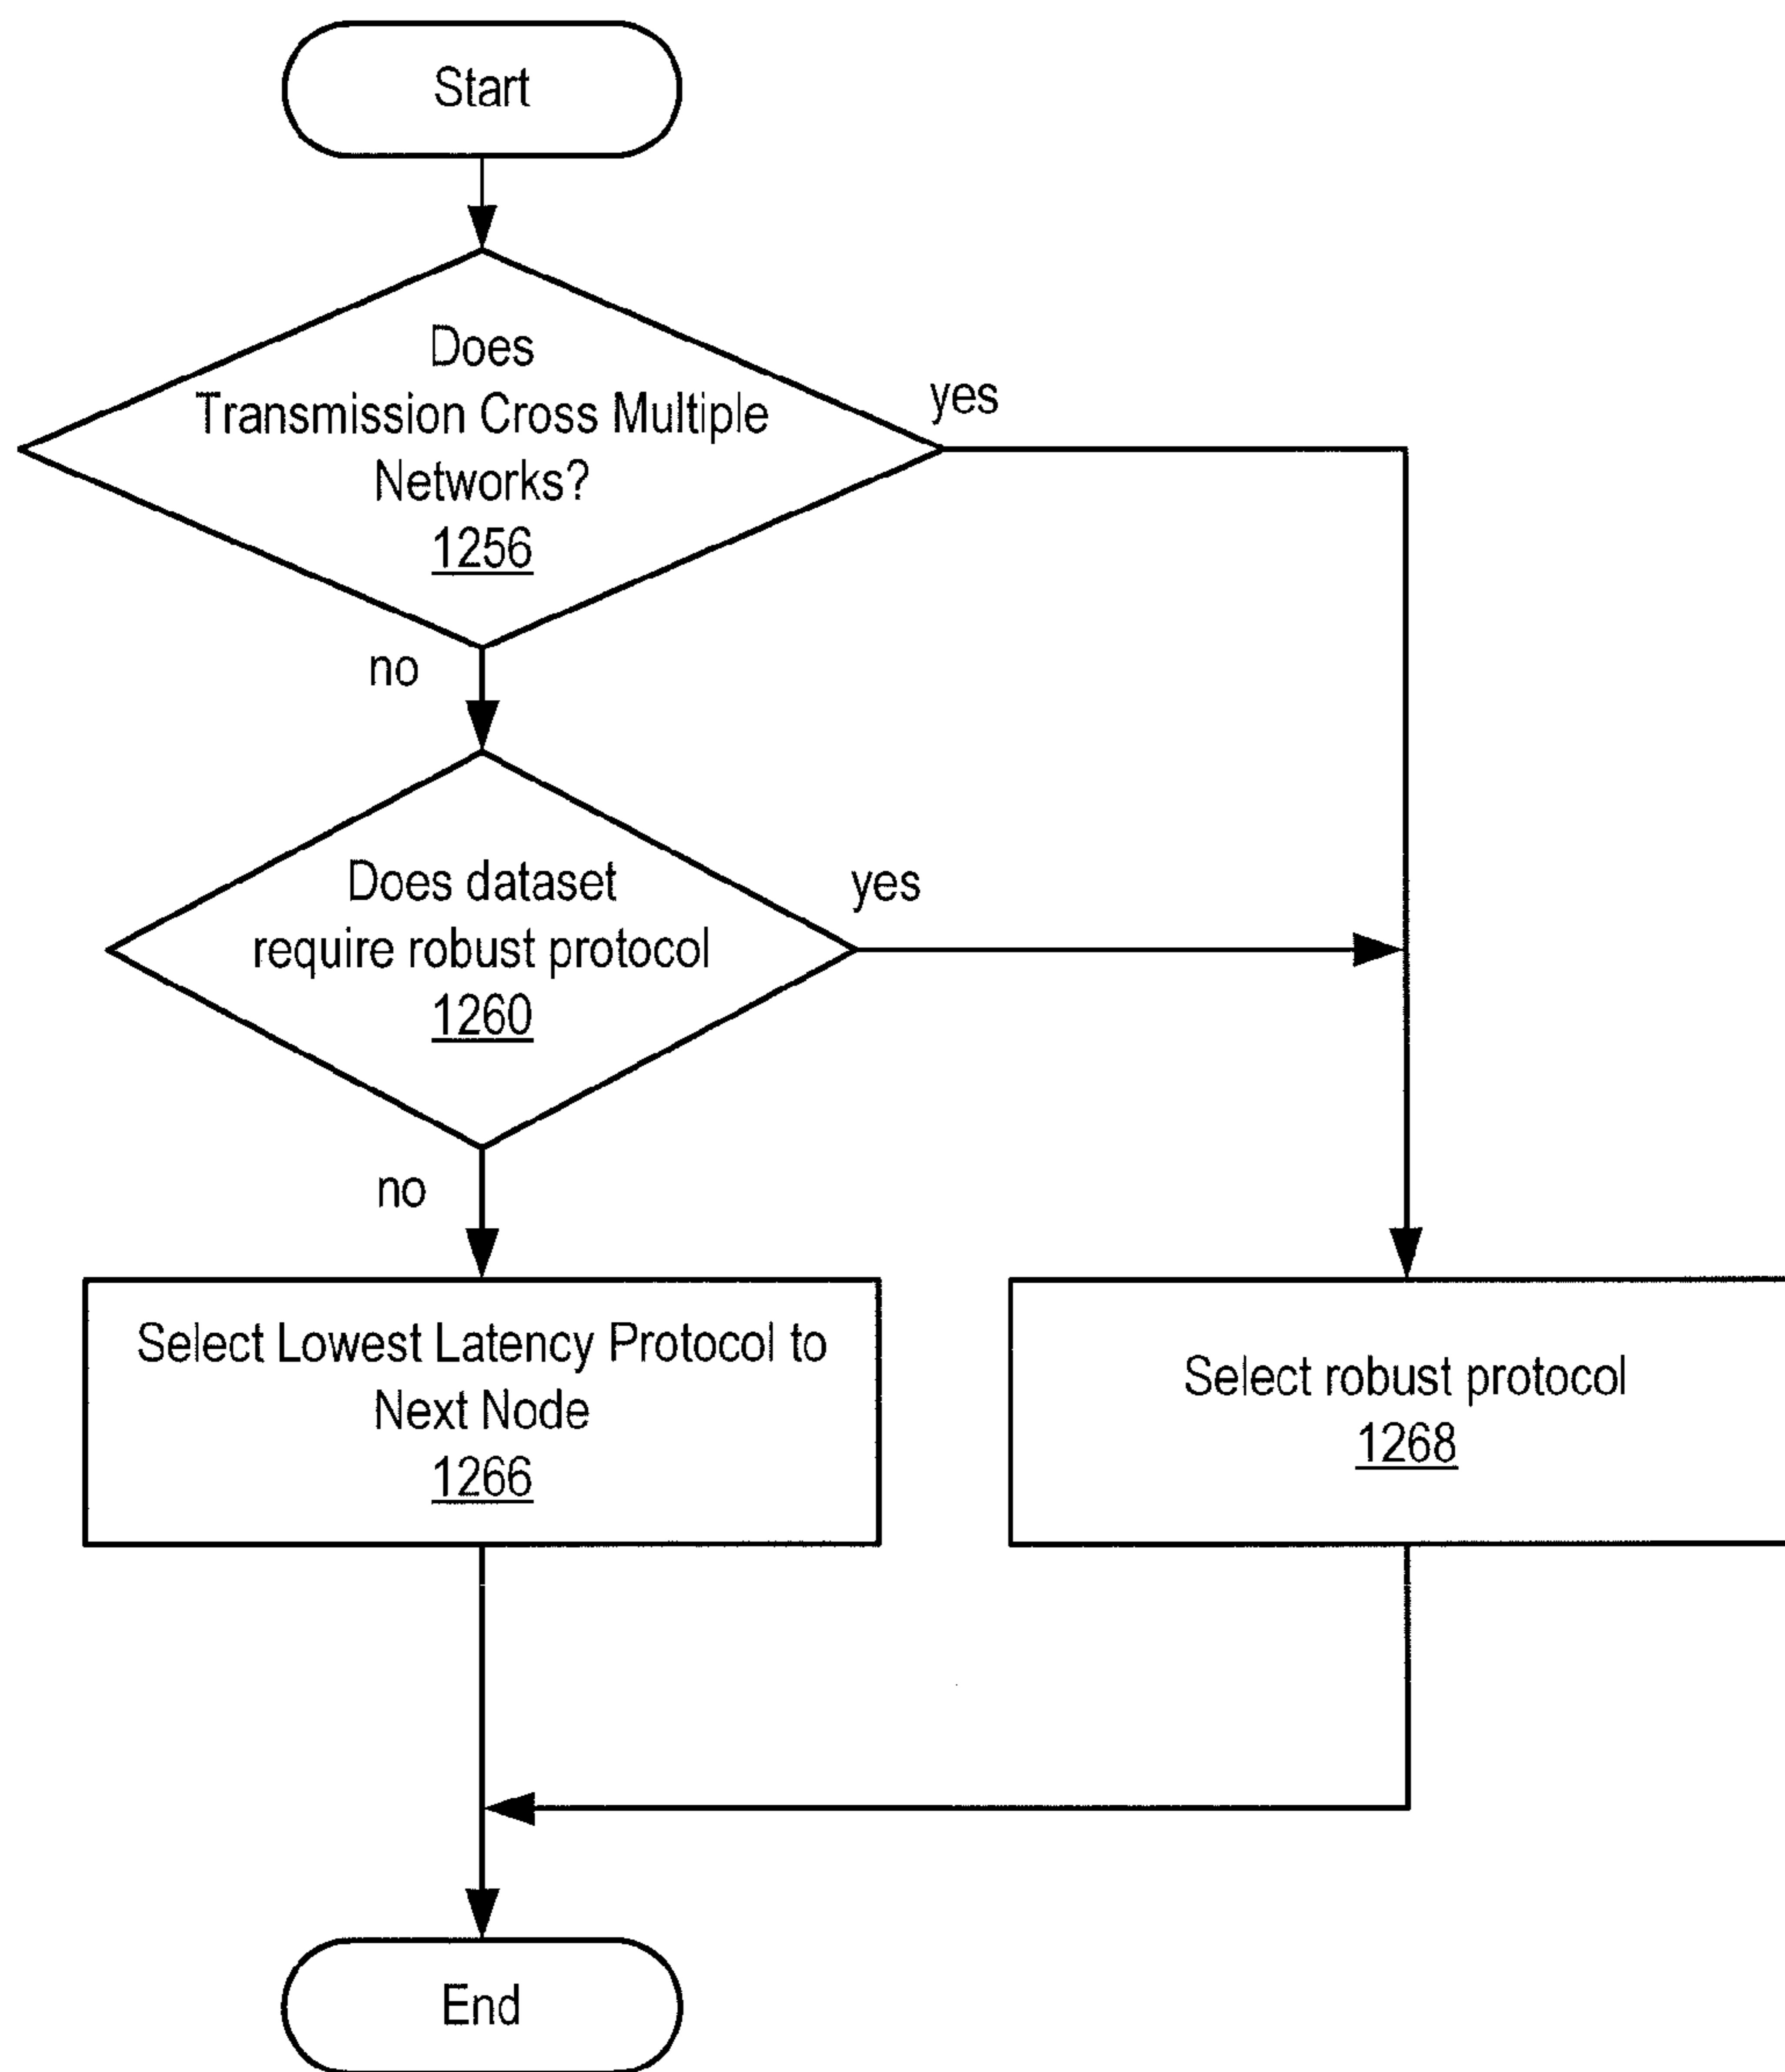 Start
Does
Transmission Cross Multiple
Networks?
1256
yes
no
Does dataset
require robust protocol
1260
yes
no
Select Lowest Latency Protocol to
Next Node
1266
Select robust protocol
1268
End